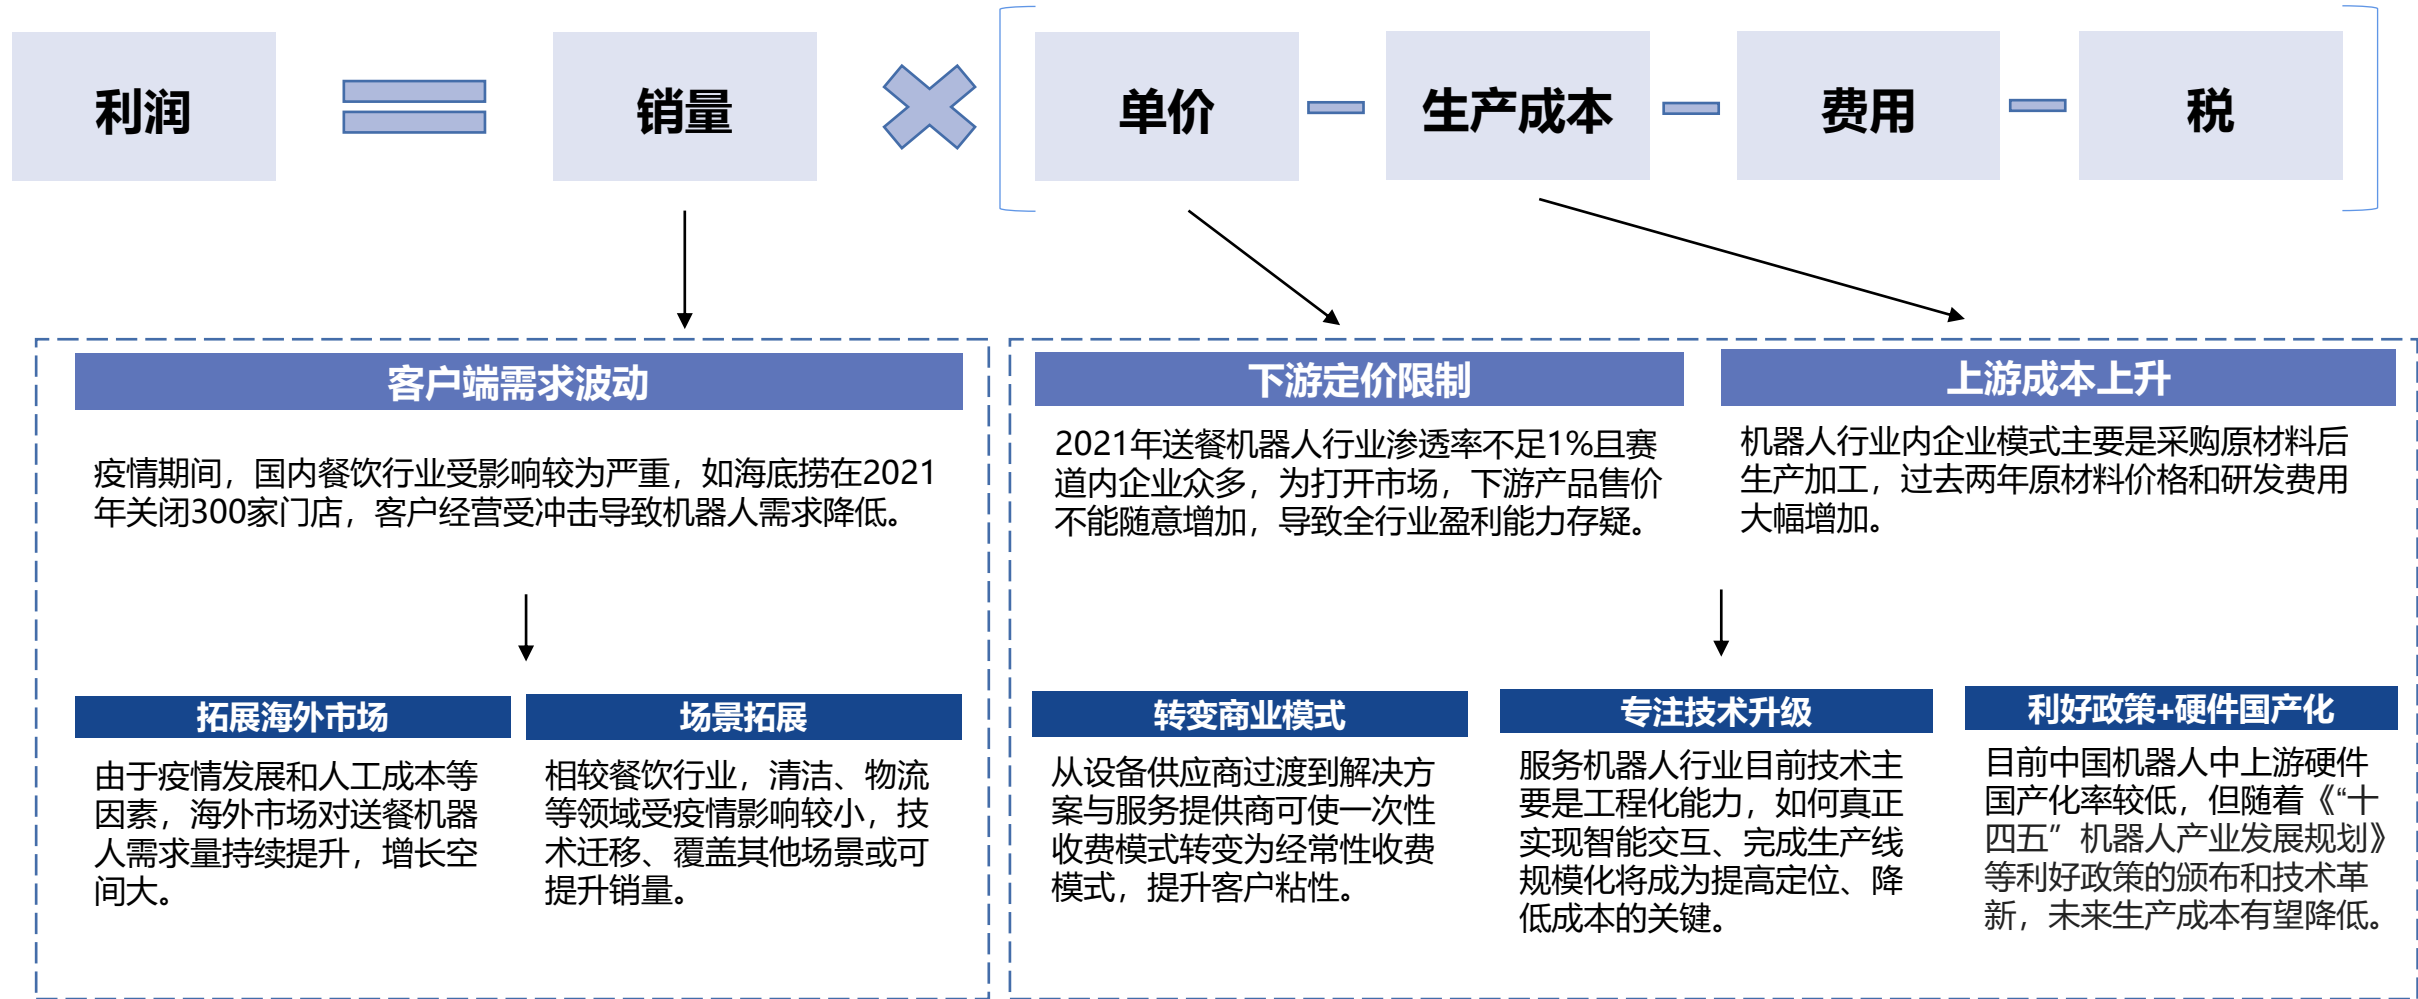 利润
销量
单价
生产成本
费用
税
客户端需求波动
疫情期间，国内餐饮行业受影响较为严重，如海底捞在2021
年关闭300家门店，客户经营受冲击导致机器人需求降低。
下游定价限制
2021年送餐机器人行业渗透率不足1%且赛
道内企业众多，为打开市场，下游产品售价
不能随意增加，导致全行业盈利能力存疑。
上游成本上升
机器人行业内企业模式主要是采购原材料后
生产加工，过去两年原材料价格和研发费用
大幅增加。
拓展海外市场
由于疫情发展和人工成本等
因素，海外市场对送餐机器
人需求量持续提升，增长空
间大。
场景拓展
相较餐饮行业，清洁、物流
等领域受疫情影响较小，技
术迁移、覆盖其他场景或可
提升销量。
转变商业模式
从设备供应商过渡到解决方
案与服务提供商可使一次性
收费模式转变为经常性收费
模式，提升客户粘性。
专注技术升级
服务机器人行业目前技术主
要是工程化能力，如何真正
实现智能交互、完成生产线
规模化将成为提高定位、降
低成本的关键。
利好政策+硬件国产化
目前中国机器人中上游硬件
国产化率较低，但随着《“十
四五”机器人产业发展规划》
等利好政策的颁布和技术革
新，未来生产成本有望降低。